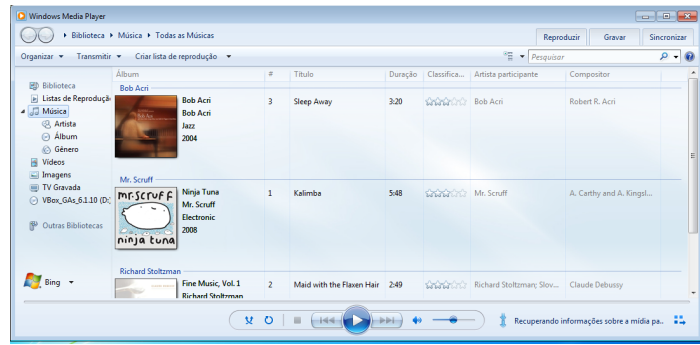 Windows Media Player
Biblioteca Música Todas as Músicas
Reproduzir Gravar Sincronizar
Organizar Transmitir Criar lista de reprodução Pesquisar
Álbum # Título Duração Classifica... Artista participante Compositor
Biblioteca
Listas de Reproduçã
Música
Artista
Álbum
Gênero
Vídeos
Imagens
TV Gravada
VBox_GAs_6.1.10 (D:)
Outras Bibliotecas
Bing
Bob Acri
Bob Acri 3 Sleep Away 3:20 Bob Acri Robert R. Acri
Bob Acri
Jazz
2004
Mr. Scruff
mr.scruff
ninja tuna
Ninja Tuna 1 Kalimba 5:48 Mr. Scruff A. Carthy and A. Kingsl...
Mr. Scruff
Electronic
2008
Richard Stoltzman
Fine Music, Vol. 1 2 Maid with the Flaxen Hair 2:49 Richard Stoltzman; Slov... Claude Debussy
Richard Stoltzman
Recuperando informações sobre a mídia pa..